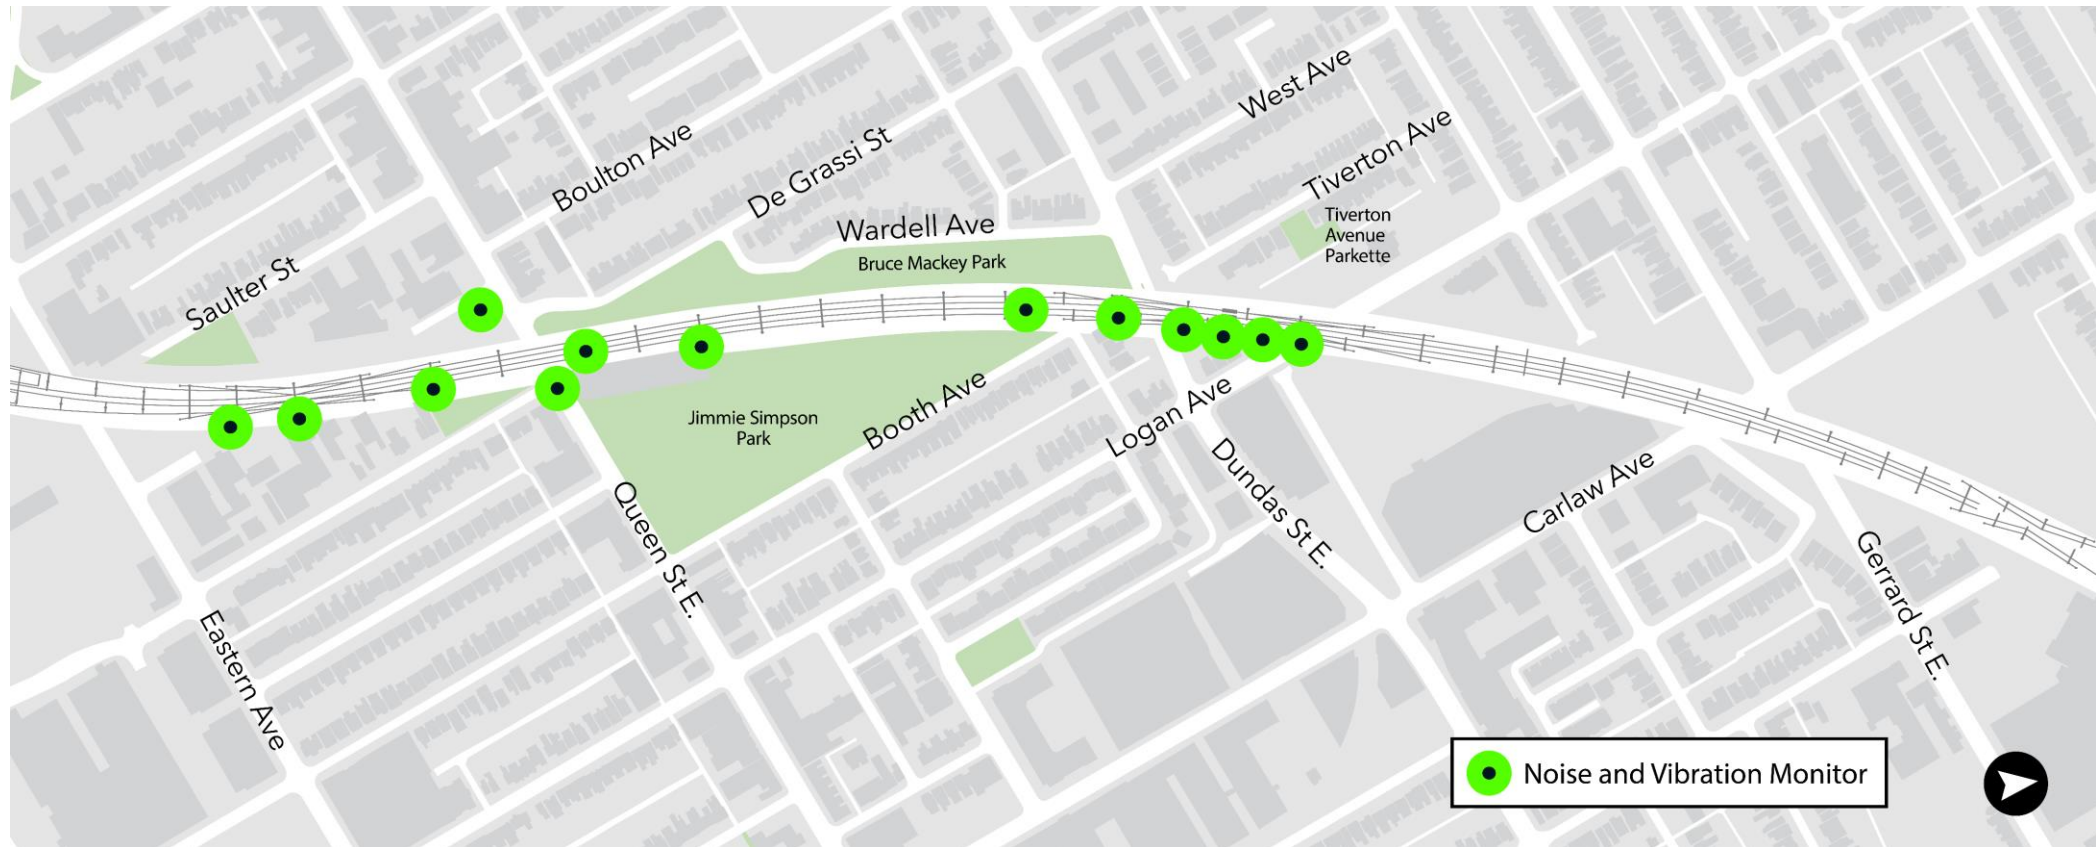 West Ave
Tiverton Ave
Boulton Ave
De Grassi St
Wardell Ave
Tiverton
Avenue
Parkette
Bruce Mackey Park
Saulter St
Jimmie Simpson
Park
Booth Ave
Logan Ave
Dundas St E.
Carlaw Ave
Queen St E.
Gerrard St E.
Eastern Ave
Noise and Vibration Monitor